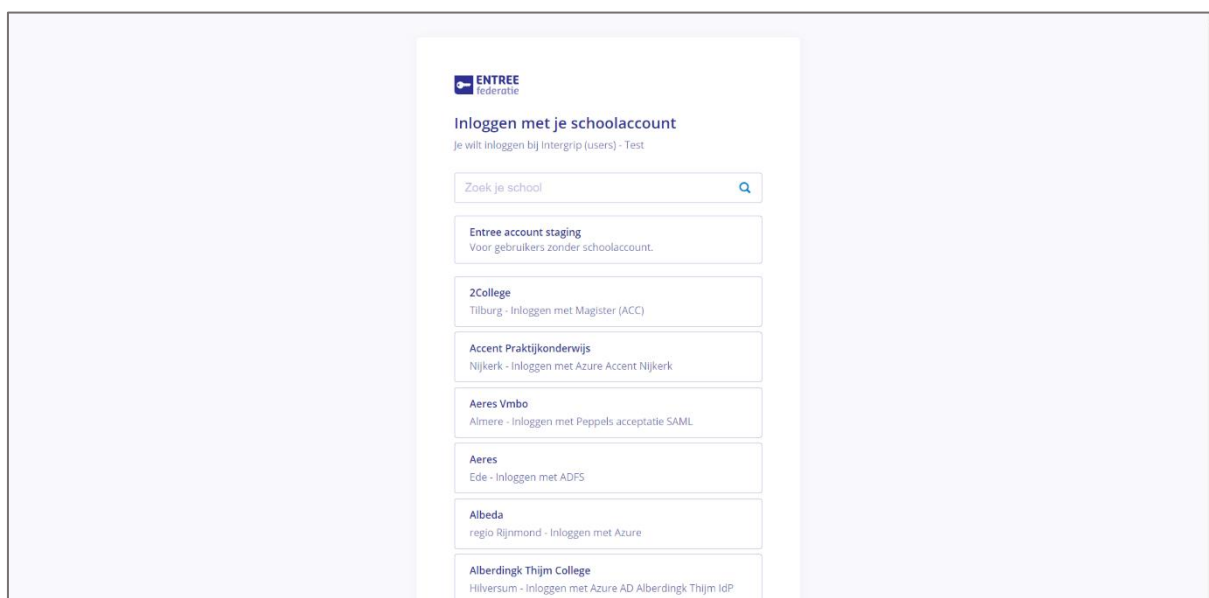 ENTREE
federatie
Inloggen met je schoolaccount
Je wilt inloggen bij Intergrip (users) - Test
Zoek je school
Entree account staging
Voor gebruikers zonder schoolaccount.
2College
Tilburg - Inloggen met Magister (ACC)
Accent Praktijkonderwijs
Nijkerk - Inloggen met Azure Accent Nijkerk
Aeres Vmbo
Almere - Inloggen met Peppels acceptatie SAML
Aeres
Ede - Inloggen met ADFS
Albeda
regio Rijnmond - Inloggen met Azure
Alberdingk Thijm College
Hilversum - Inloggen met Azure AD Alberdingk Thijm IdP